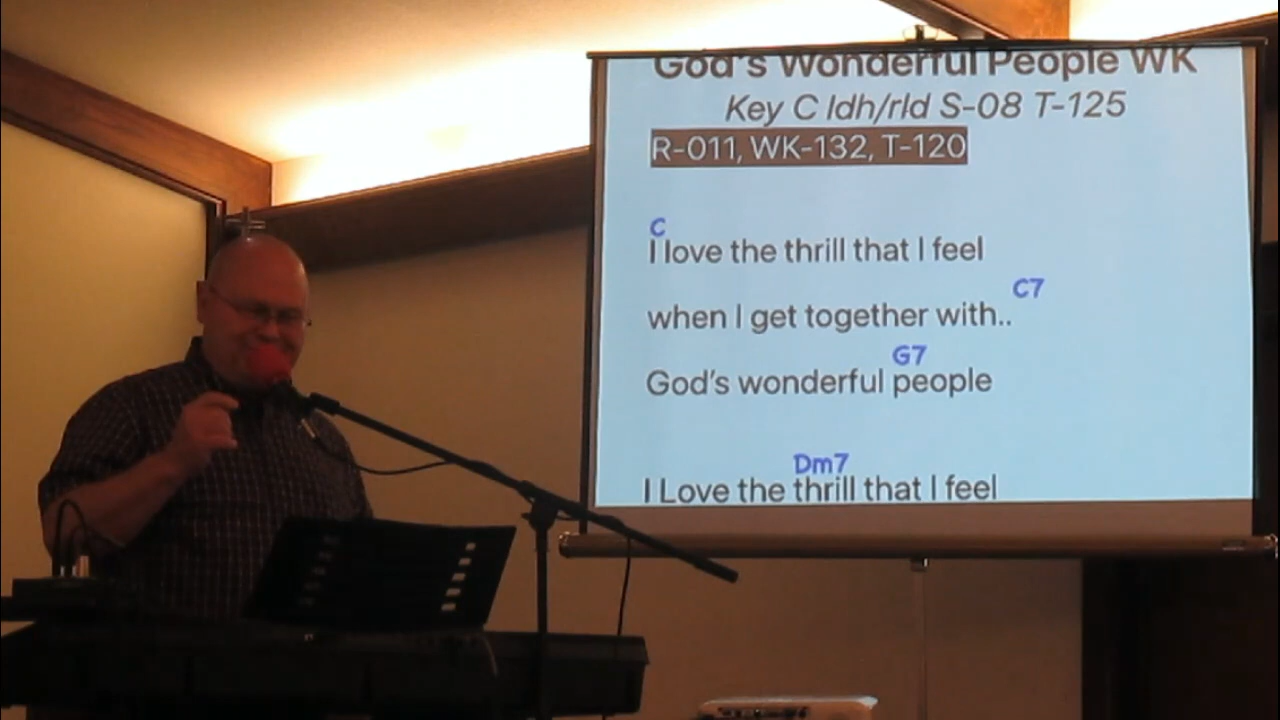 God's Wonderful People WK
Key C ldh/rld S-08 T-125
R-011, WK-132, T-120
C
I love the thrill that I feel
C7
when I get together with..
G7
God's wonderful people
Dm7
I Love the thrill that I feel